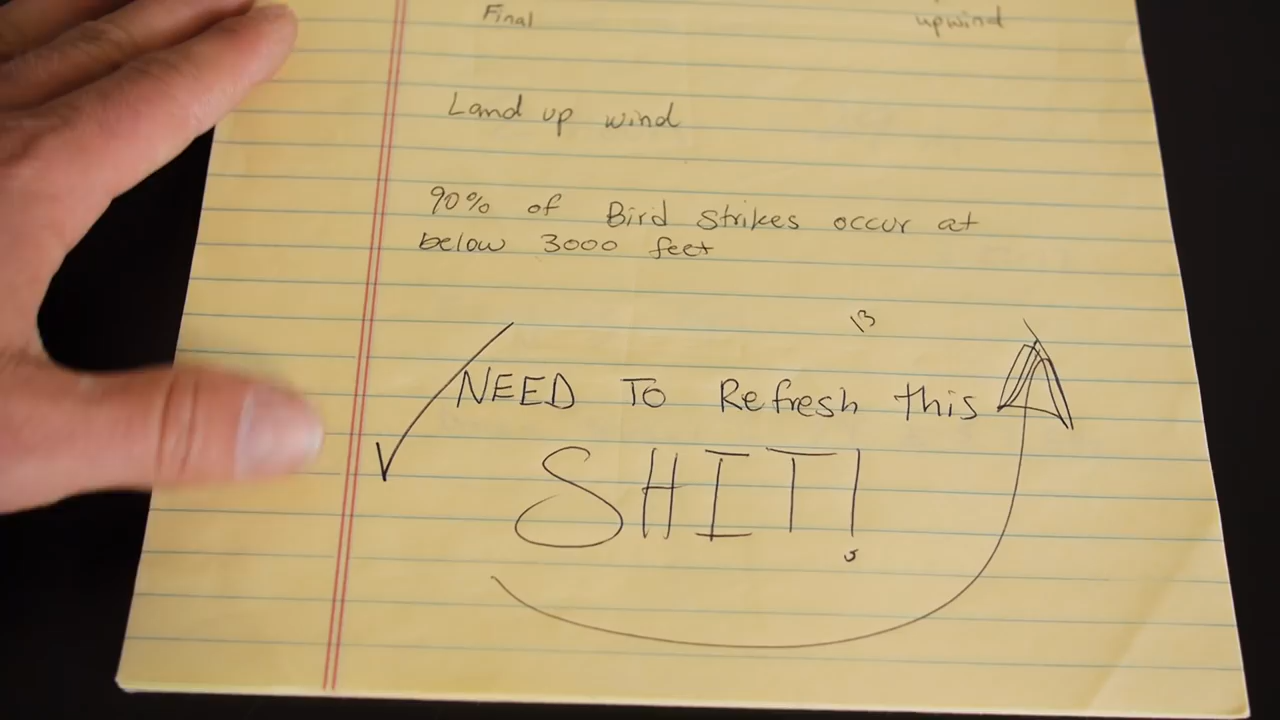 Final
upwind
Land up wind
90% of Bird strikes occur at
below 3000 feet
13
NEED To Refresh this
SHIT!